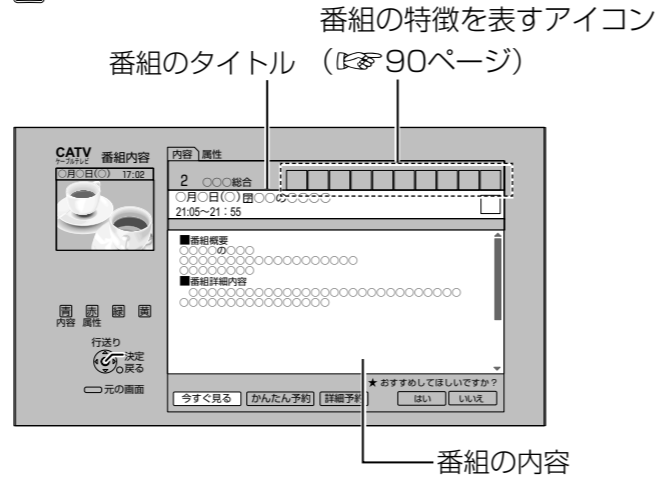 番組の特徴を表すアイコン
番組のタイトル (☞90ページ)
CATV
ケーブルテレビ 番組内容
○月○日(○) 17:02
内容 属性
2 ○○○総合
○月○日(○)囝○○の○○○○
21:05~21:55
■番組概要
○○○○の○○○
○○○○○○○○○○○○○○○○○○○
○○○○○○○○
■番組詳細内容
○○○○○○○○○○○○○○○○○○○○○○○○○○○○○
○○○○○○○○○○○○○○○○
青 赤 緑 黄
内容 属性
行送り
決定
戻る
元の画面
★おすすめしてほしいですか?
今すぐ見る かんたん予約 詳細予約 はい いいえ
番組の内容